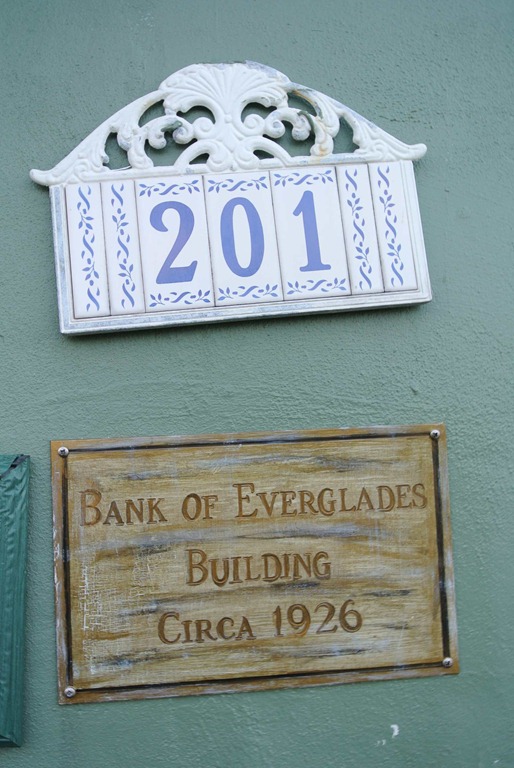 201
Bank of Everglades
Building
Circa 1926